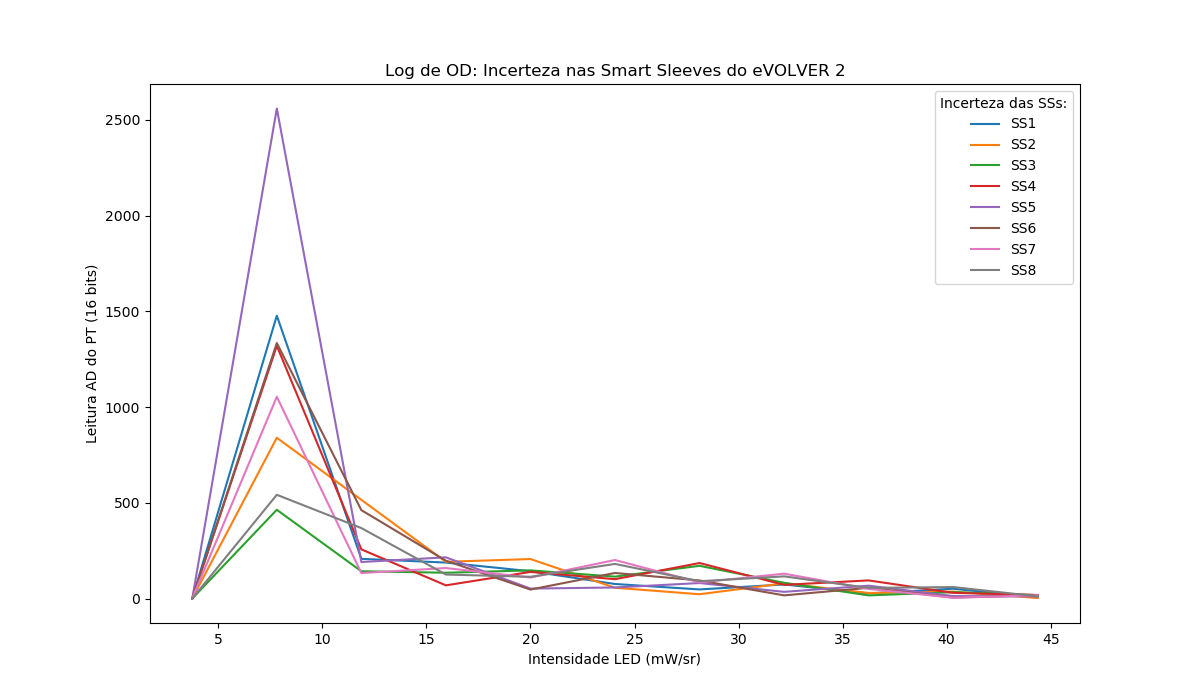 Log de OD: Incerteza nas Smart Sleeves do eVOLVER 2
Incerteza das SSs:
SS1
SS2
SS3
SS4
SS5
SS6
SS7
SS8
Leitura AD do PT (16 bits)
2500
2000
1500
1000
500
0
5 10 15 20 25 30 35 40 45
Intensidade LED (mW/sr)